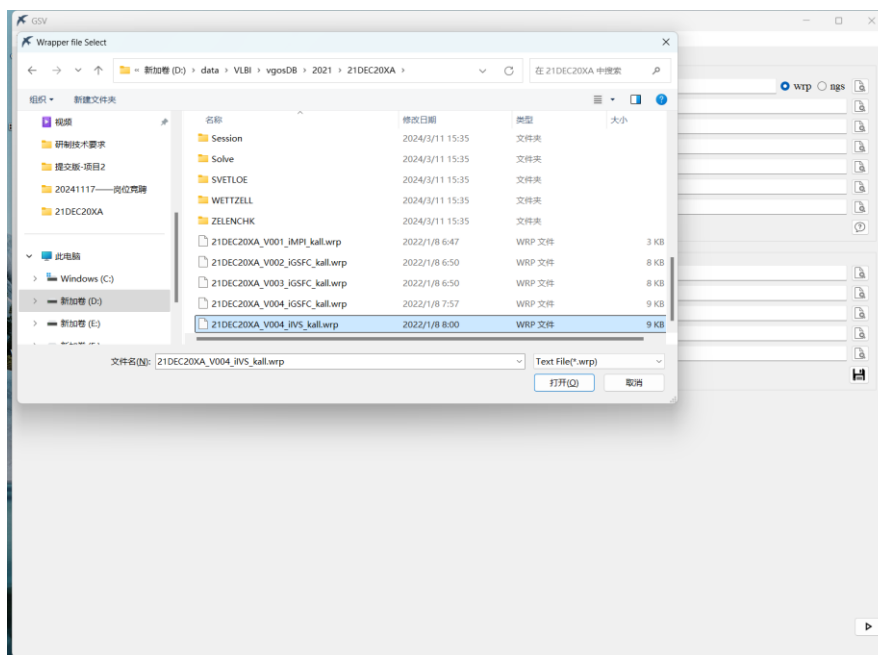 GSV
Wrapper file Select
« 新加卷 (D:) › data › VLBI › vgosDB › 2021 › 21DEC20XA ›
在 21DEC20XA 中搜索
wrp ngs
组织 新建文件夹
名称 修改日期 类型 大小
视频
研制技术要求
提交版-项目2
20241117——岗位竞聘
21DEC20XA
此电脑
Windows (C:)
新加卷 (D:)
新加卷 (E:)
Session 2024/3/11 15:35 文件夹
Solve 2024/3/11 15:35 文件夹
SVETLOE 2024/3/11 15:35 文件夹
WETTZELL 2024/3/11 15:35 文件夹
ZELENCHK 2024/3/11 15:35 文件夹
21DEC20XA_V001_iMPI_kall.wrp 2022/1/8 6:47 WRP 文件 3 KB
21DEC20XA_V002_iGSFC_kall.wrp 2022/1/8 6:50 WRP 文件 8 KB
21DEC20XA_V003_iGSFC_kall.wrp 2022/1/8 6:50 WRP 文件 8 KB
21DEC20XA_V004_iGSFC_kall.wrp 2022/1/8 7:57 WRP 文件 9 KB
21DEC20XA_V004_iIVS_kall.wrp 2022/1/8 8:00 WRP 文件 9 KB
文件名(N): 21DEC20XA_V004_iIVS_kall.wrp Text File(*.wrp)
打开(O) 取消